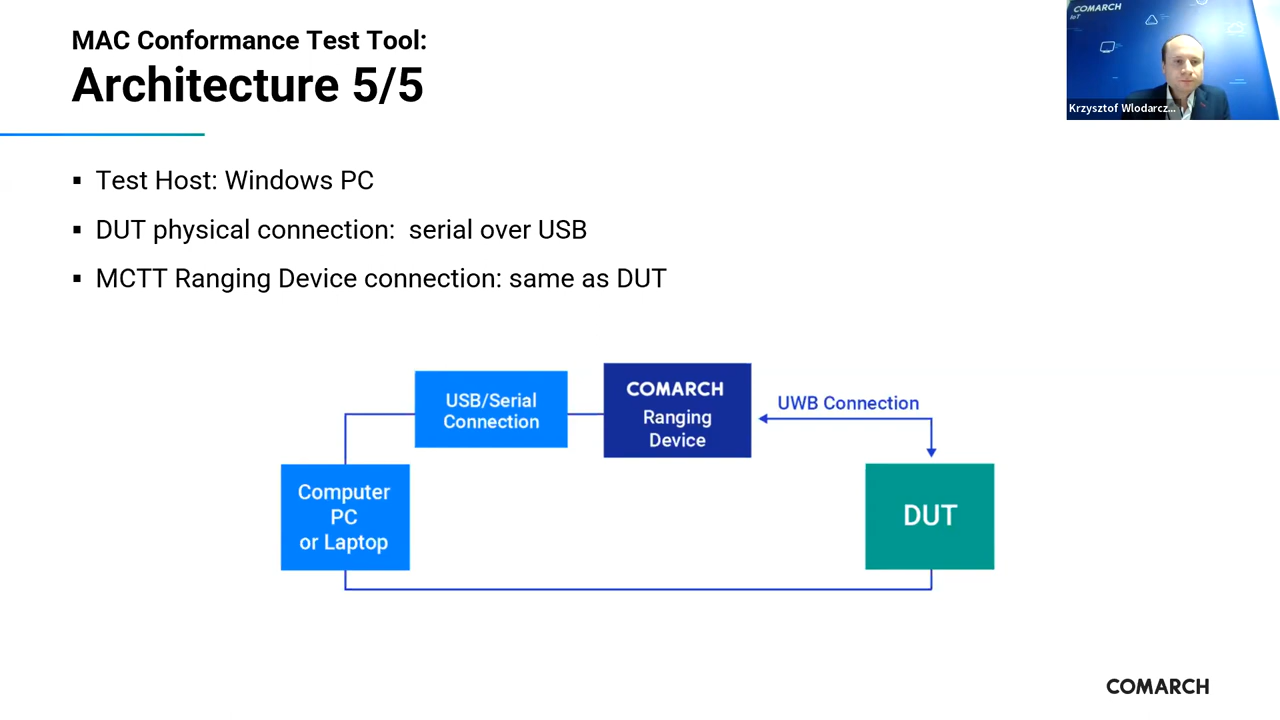 MAC Conformance Test Tool:
Architecture 5/5
COMARCH
IoT
Krzysztof Wlodarcz...
▪ Test Host: Windows PC
▪ DUT physical connection:  serial over USB
▪ MCTT Ranging Device connection: same as DUT
USB/Serial
Connection
COMARCH
Ranging
Device
UWB Connection
Computer
PC
or Laptop
DUT
COMARCH